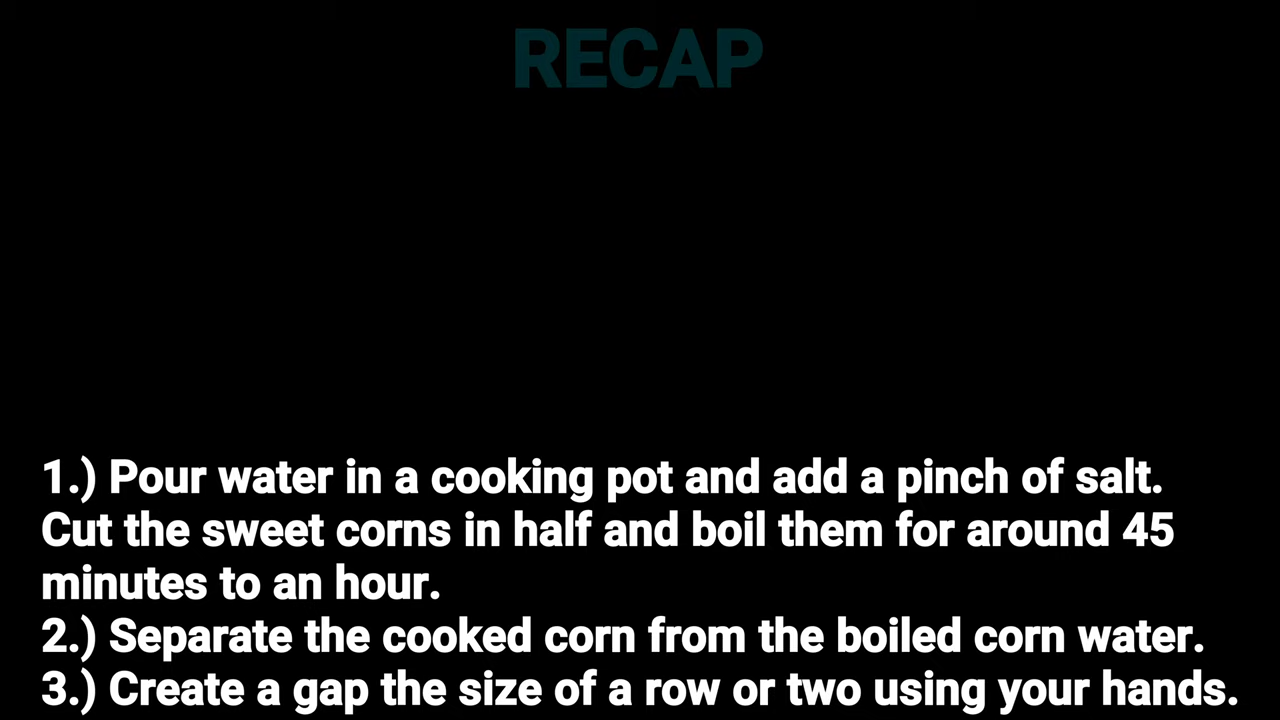 RECAP
1.) Pour water in a cooking pot and add a pinch of salt.
Cut the sweet corns in half and boil them for around 45
minutes to an hour.
2.) Separate the cooked corn from the boiled corn water.
3.) Create a gap the size of a row or two using your hands.